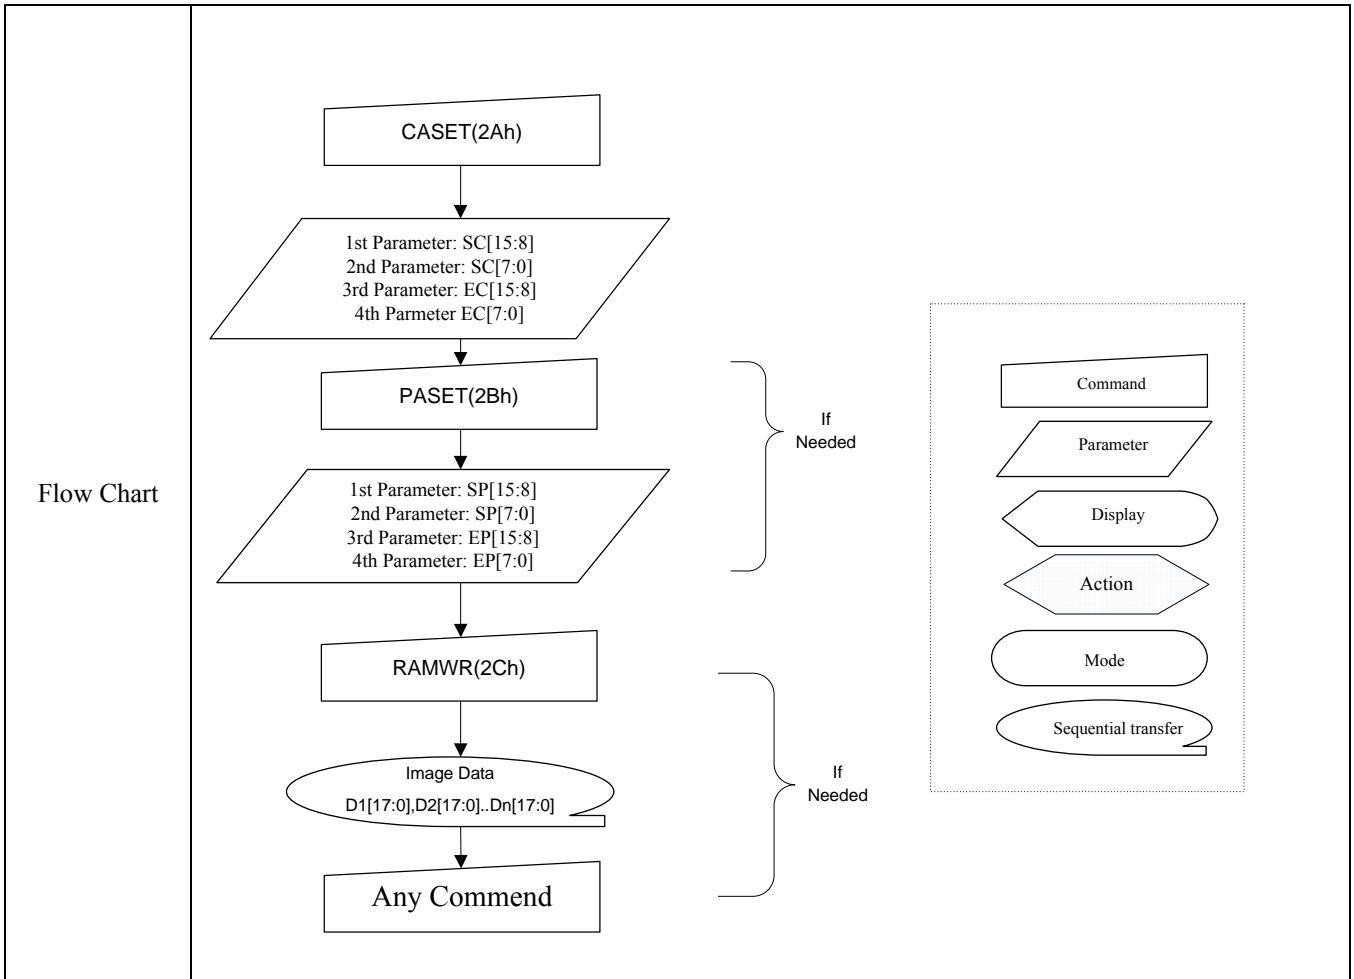 Flow Chart
CASET(2Ah)
1st Parameter: SC[15:8]
2nd Parameter: SC[7:0]
3rd Parameter: EC[15:8]
4th Parmeter EC[7:0]
PASET(2Bh)
1st Parameter: SP[15:8]
2nd Parameter: SP[7:0]
3rd Parameter: EP[15:8]
4th Parameter: EP[7:0]
If
Needed
RAMWR(2Ch)
Image Data
D1[17:0],D2[17:0]..Dn[17:0]
Any Commend
If
Needed
Command
Parameter
Display
Action
Mode
Sequential transfer